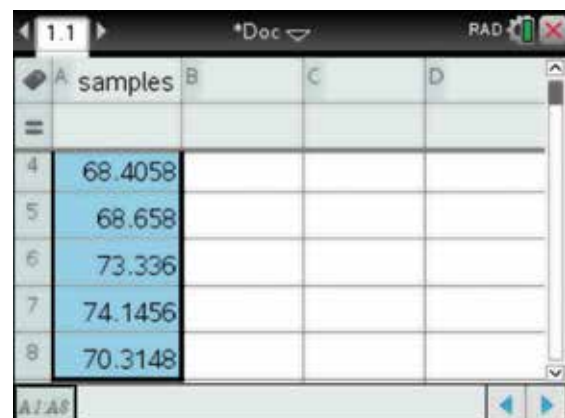 1.1 *Doc RAD
A samples B C D
=
4 68.4058
5 68.658
6 73.336
7 74.1456
8 70.3148
A1:A8